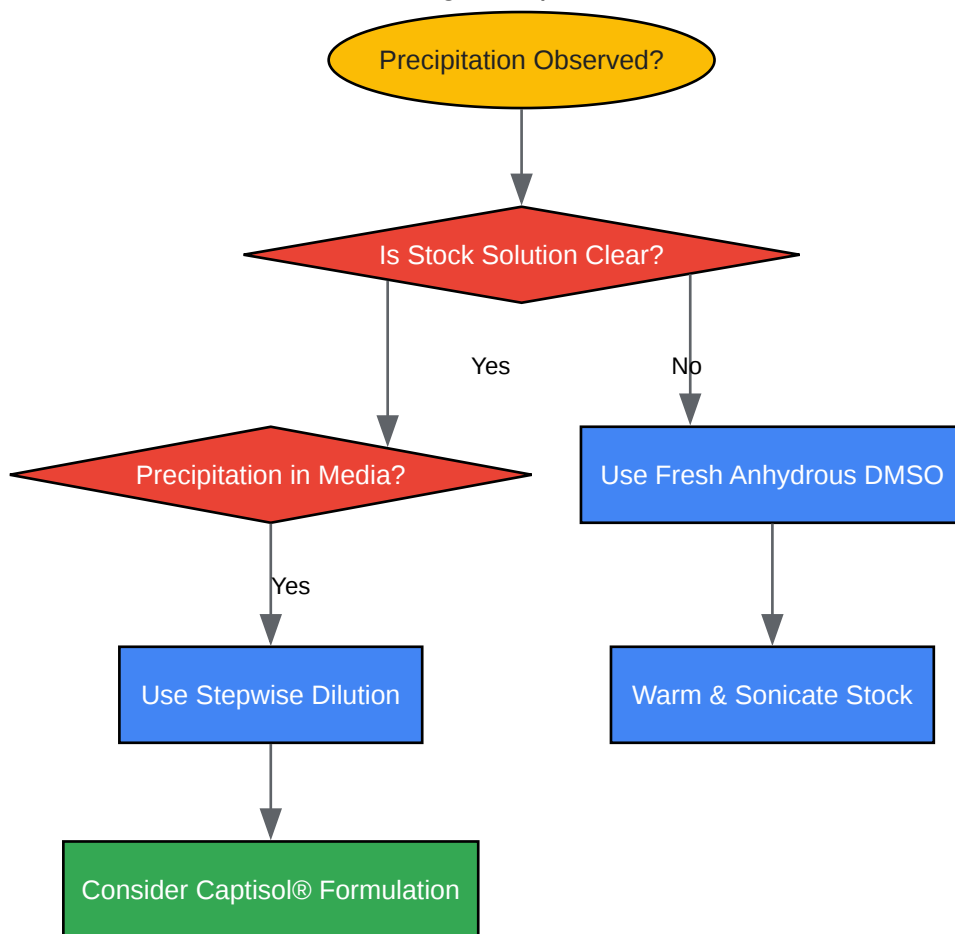 Precipitation Observed?
Is Stock Solution Clear?
Yes
No
Precipitation in Media?
Use Fresh Anhydrous DMSO
Yes
Use Stepwise Dilution
Warm & Sonicate Stock
Consider Captisol® Formulation